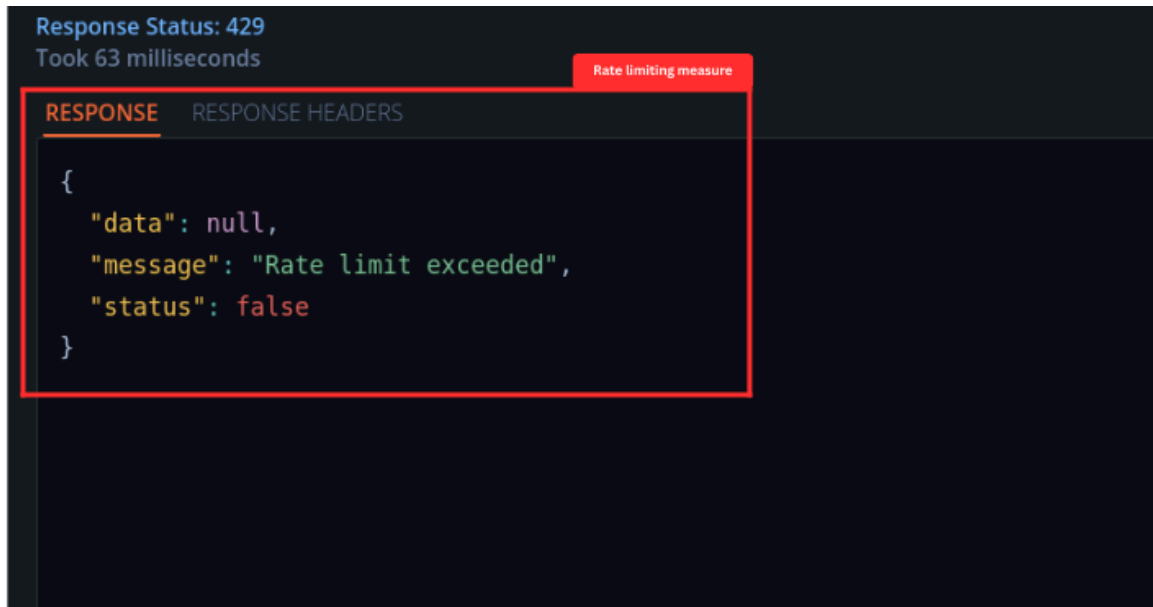 Response Status: 429
Took 63 milliseconds
Rate limiting measure
RESPONSE RESPONSE HEADERS
{
"data": null,
"message": "Rate limit exceeded",
"status": false
}